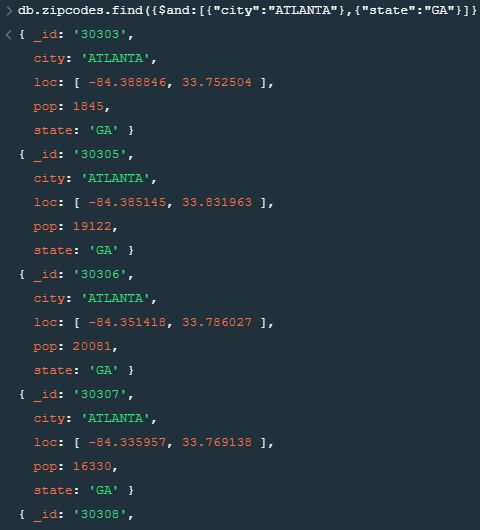 > db.zipcodes.find({$and:[{"city":"ATLANTA"},{"state":"GA"}]}
< { _id: '30303',
city: 'ATLANTA',
loc: [ -84.388846, 33.752504 ],
pop: 1845,
state: 'GA' }
{ _id: '30305',
city: 'ATLANTA',
loc: [ -84.385145, 33.831963 ],
pop: 19122,
state: 'GA' }
{ _id: '30306',
city: 'ATLANTA',
loc: [ -84.351418, 33.786027 ],
pop: 20081,
state: 'GA' }
{ _id: '30307',
city: 'ATLANTA',
loc: [ -84.335957, 33.769138 ],
pop: 16330,
state: 'GA' }
{ _id: '30308',